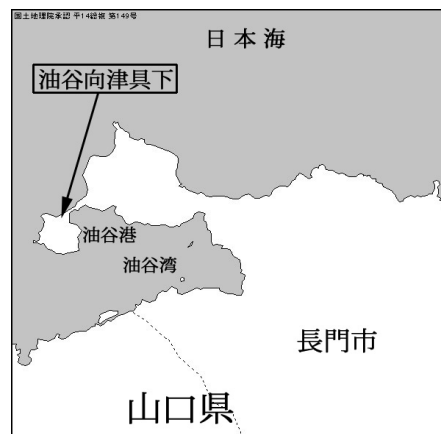 国土地理院承認 平14総複 第149号
日本海
油谷向津具下
油谷港
油谷湾
長門市
山口県